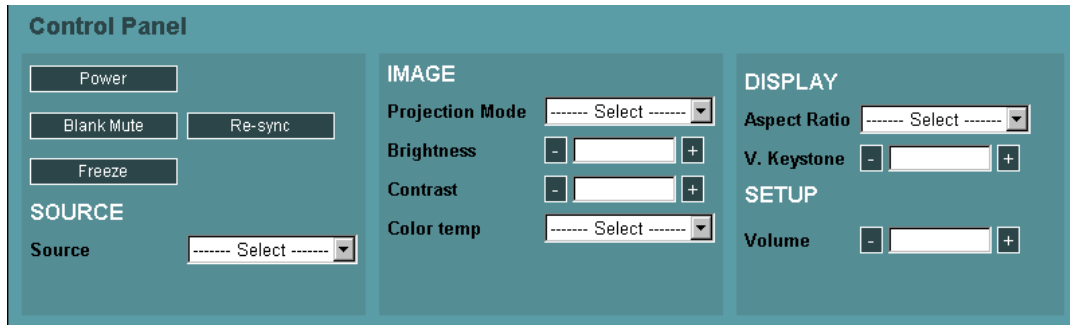 Control Panel
Power
Blank Mute Re-sync
Freeze
SOURCE
Source ------- Select -------
IMAGE
Projection Mode ------ Select -------
Brightness - +
Contrast - +
Color temp ------- Select -------
DISPLAY
Aspect Ratio ------- Select -------
V. Keystone - +
SETUP
Volume - +